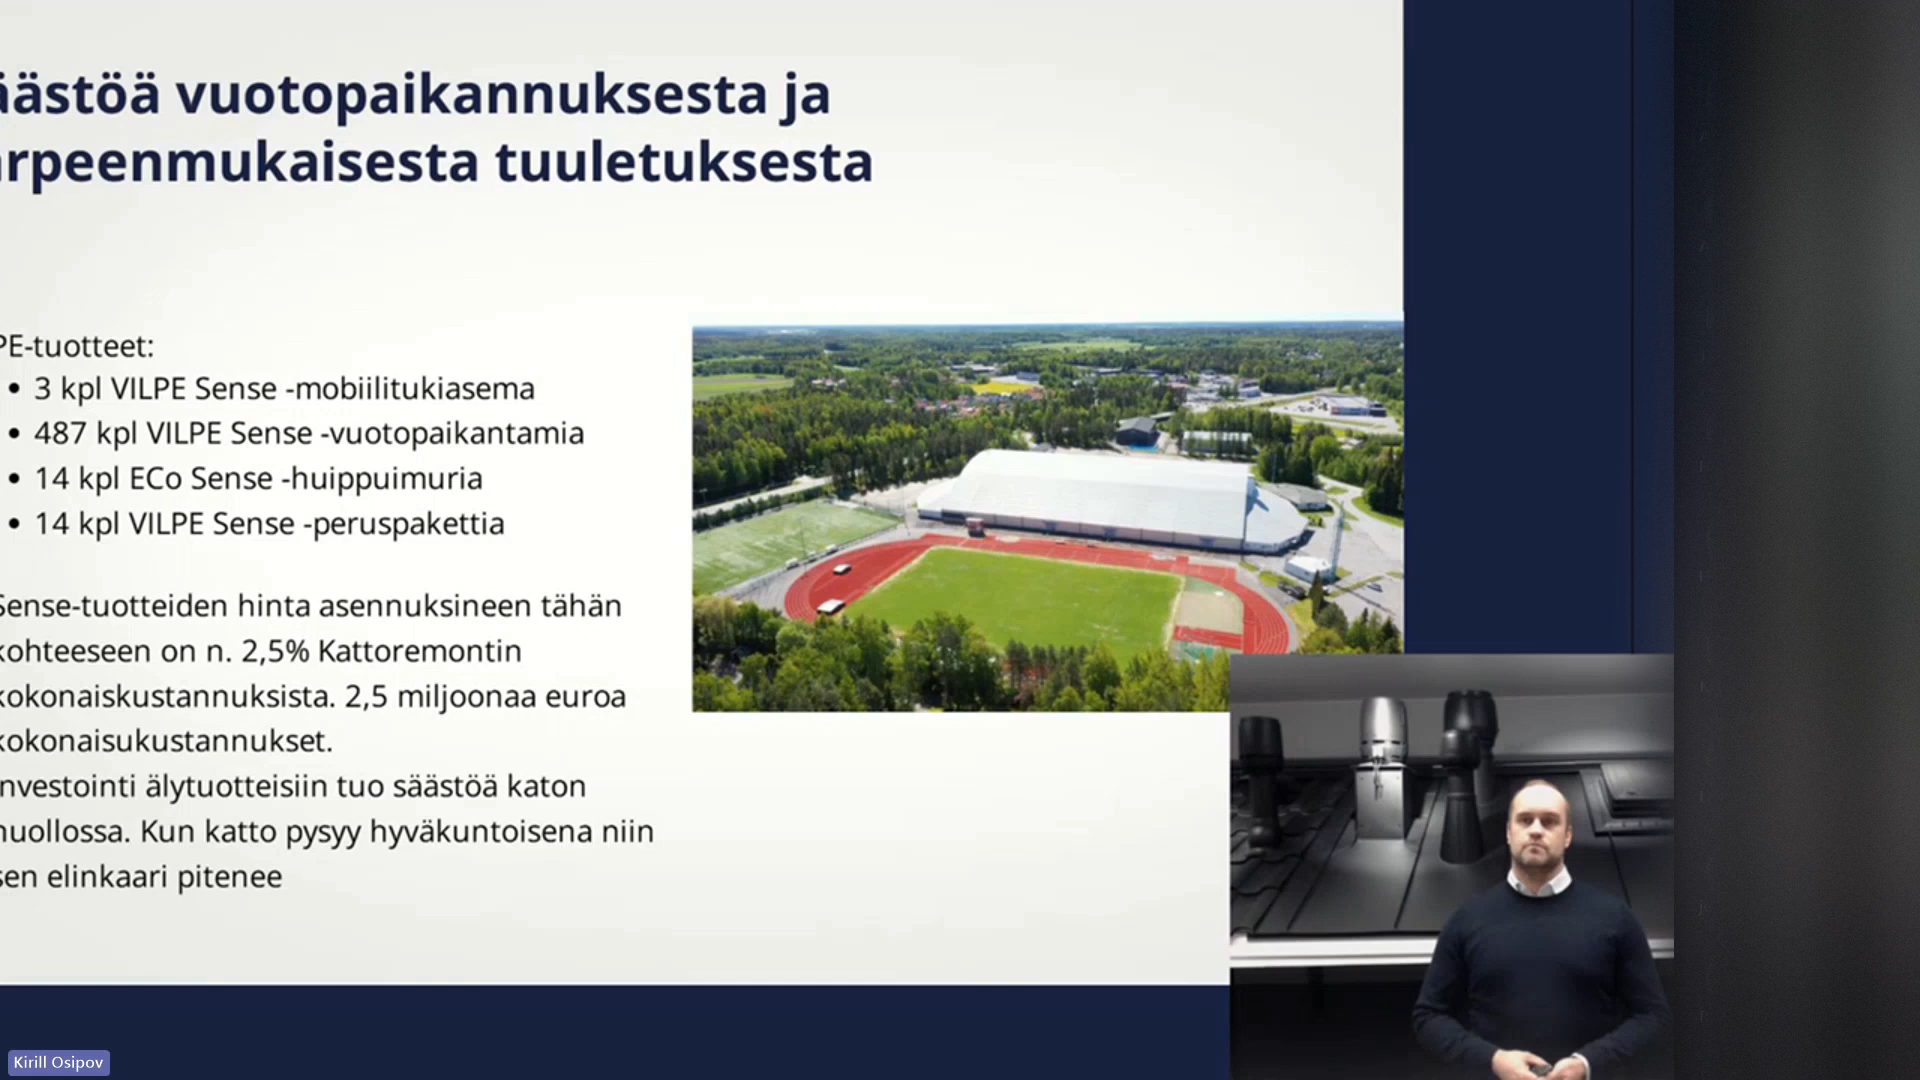 äästöä vuotopaikannuksesta ja
arpeenmukaisesta tuuletuksesta
PE-tuotteet:
• 3 kpl VILPE Sense -mobiilitukiasema
• 487 kpl VILPE Sense -vuotopaikantamia
• 14 kpl ECo Sense -huippuimuria
• 14 kpl VILPE Sense -peruspakettia
Sense-tuotteiden hinta asennuksineen tähän
kohteeseen on n. 2,5% Kattoremontin
kokonaiskustannuksista. 2,5 miljoonaa euroa
kokonaisukustannukset.
nvestointi älytuotteisiin tuo säästöä katon
huollossa. Kun katto pysyy hyväkuntoisena niin
sen elinkaari pitenee
Kirill Osipov